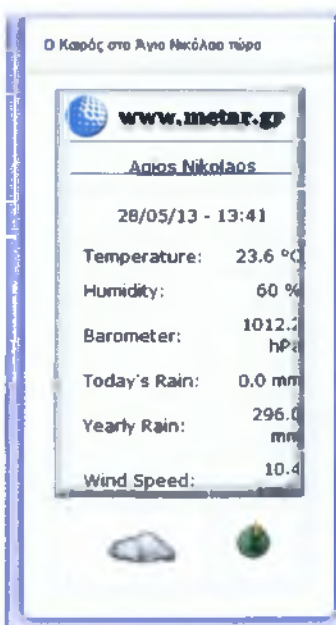 Ο Καιρός στο Άγιο Νικόλαο τώρα
www.metar.gr
Agios Nikolaos
28/05/13 - 13:41
Temperature: 23.6 °C
Humidity: 60 %
Barometer: 1012.2 hPa
Today's Rain: 0.0 mm
Yearly Rain: 296.0 mm
Wind Speed: 10.4